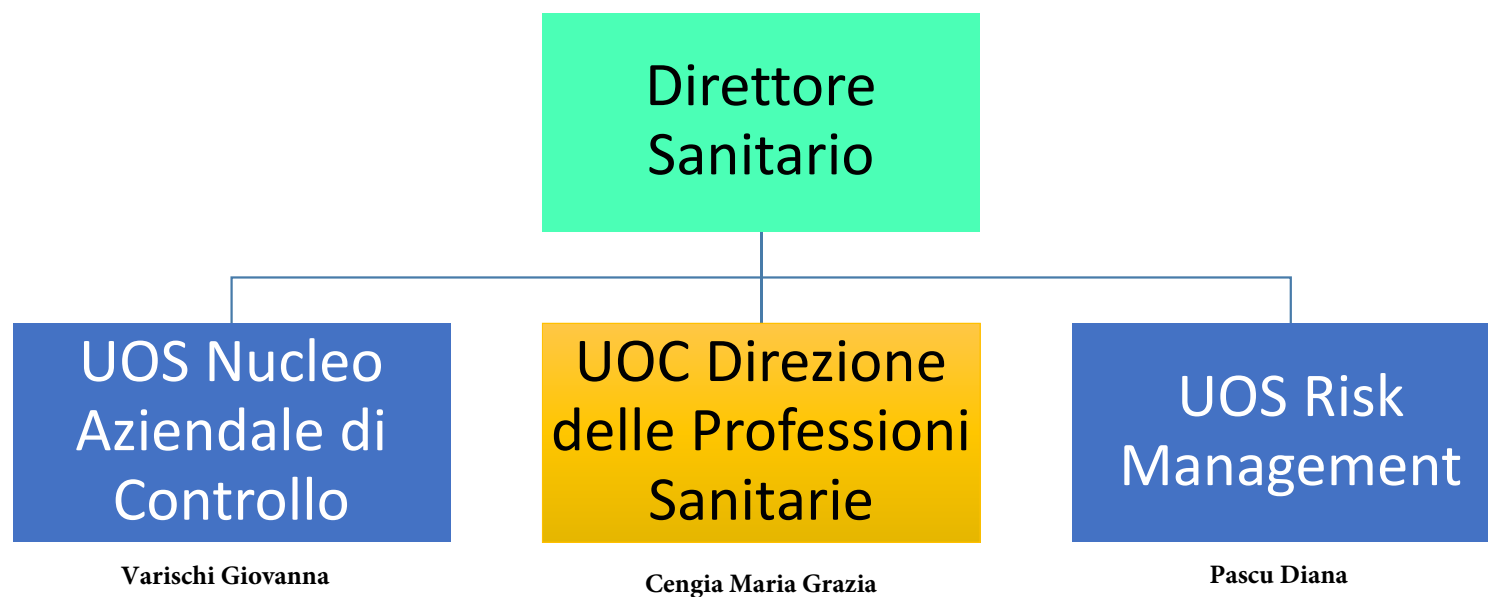 Direttore
Sanitario
UOS Nucleo
Aziendale di
Controllo
UOC Direzione
delle Professioni
Sanitarie
UOS Risk
Management
Varischi Giovanna
Cengia Maria Grazia
Pascu Diana